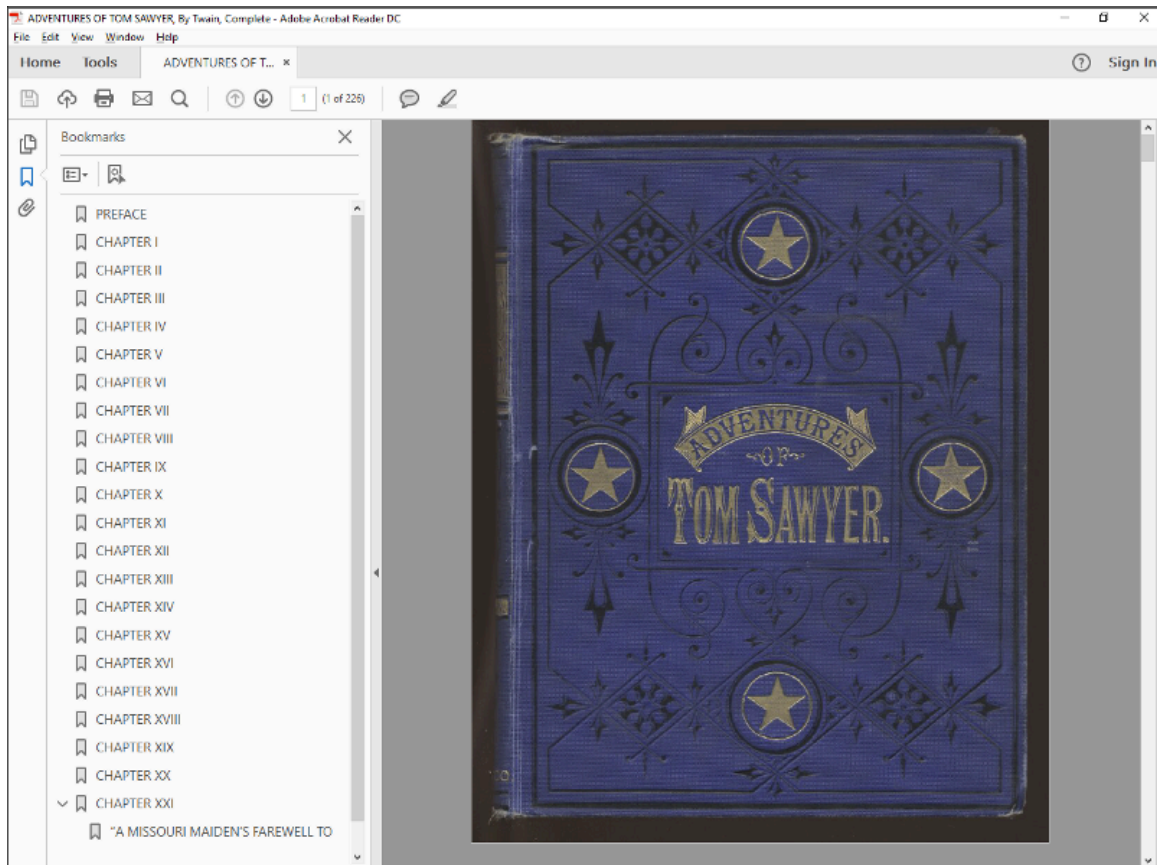 ADVENTURES OF TOM SAWYER, By Twain, Complete - Adobe Acrobat Reader DC
File Edit View Window Help
Home Tools ADVENTURES OF T... × Sign In
1 (1 of 226)
Bookmarks
PREFACE
CHAPTER I
CHAPTER II
CHAPTER III
CHAPTER IV
CHAPTER V
CHAPTER VI
CHAPTER VII
CHAPTER VIII
CHAPTER IX
CHAPTER X
CHAPTER XI
CHAPTER XII
CHAPTER XIII
CHAPTER XIV
CHAPTER XV
CHAPTER XVI
CHAPTER XVII
CHAPTER XVIII
CHAPTER XIX
CHAPTER XX
CHAPTER XXI
"A MISSOURI MAIDEN'S FAREWELL TO
ADVENTURES
OF
TOM SAWYER.